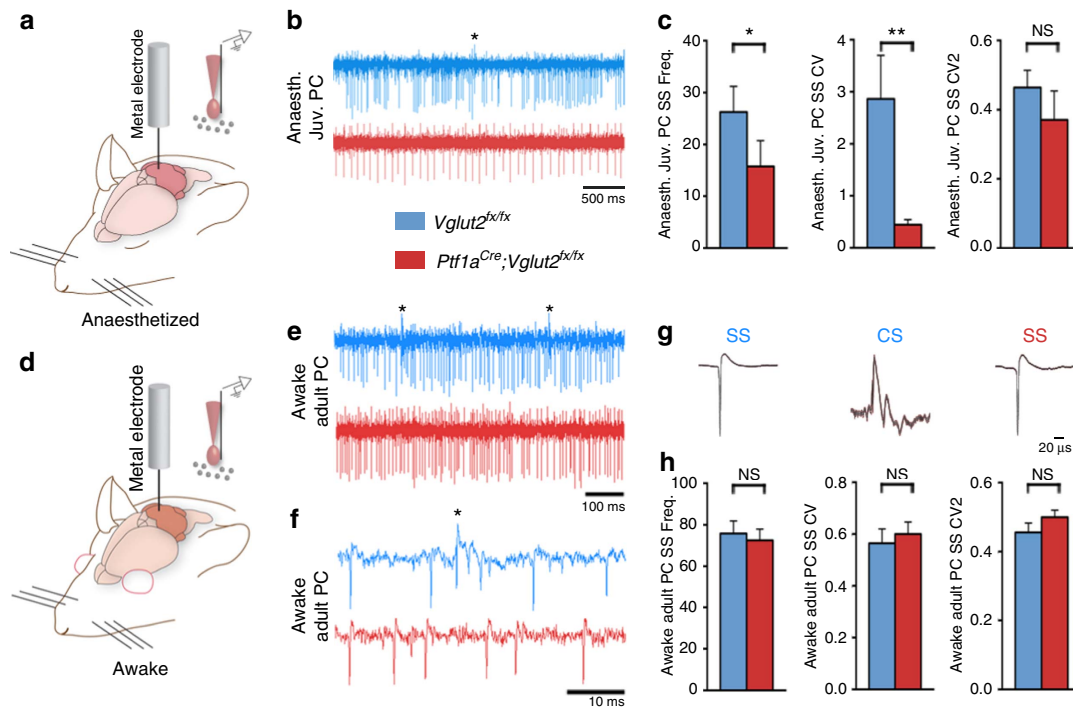 a
Metal electrode
Anaesthetized
b
Anaesth.
Juv. PC
*
500 ms
Vglut2fx/fx
Ptf1aCre;Vglut2fx/fx
c
Anaesth. Juv. PC SS Freq.
40
30
20
10
0
*
Anaesth. Juv. PC SS CV
4
3
2
1
0
**
Anaesth. Juv. PC SS CV2
0.6
0.4
0.2
0.0
NS
d
Metal electrode
Awake
e
Awake
adult PC
* *
100 ms
f
Awake
adult PC
*
10 ms
g
SS CS SS
20 µs
h
Awake adult PC SS Freq.
100
80
60
40
20
0
NS
Awake adult PC SS CV
0.8
0.6
0.4
0.2
0.0
NS
Awake adult PC SS CV2
0.6
0.4
0.2
0.0
NS